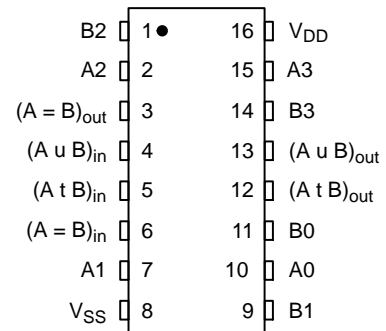 B2 1 16 VDD
A2 2 15 A3
(A = B)out 3 14 B3
(A u B)in 4 13 (A u B)out
(A t B)in 5 12 (A t B)out
(A = B)in 6 11 B0
A1 7 10 A0
VSS 8 9 B1